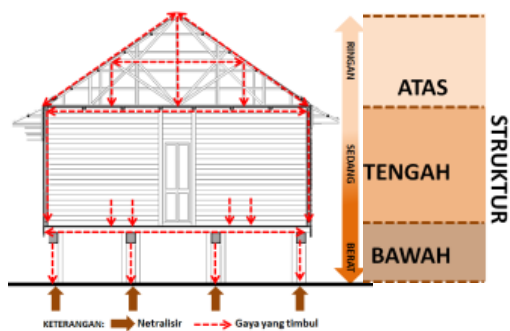 RINGAN
ATAS
SEDANG
TENGAH
STRUKTUR
BERAT
BAWAH
KETERANGAN: Netralisir Gaya yang timbul